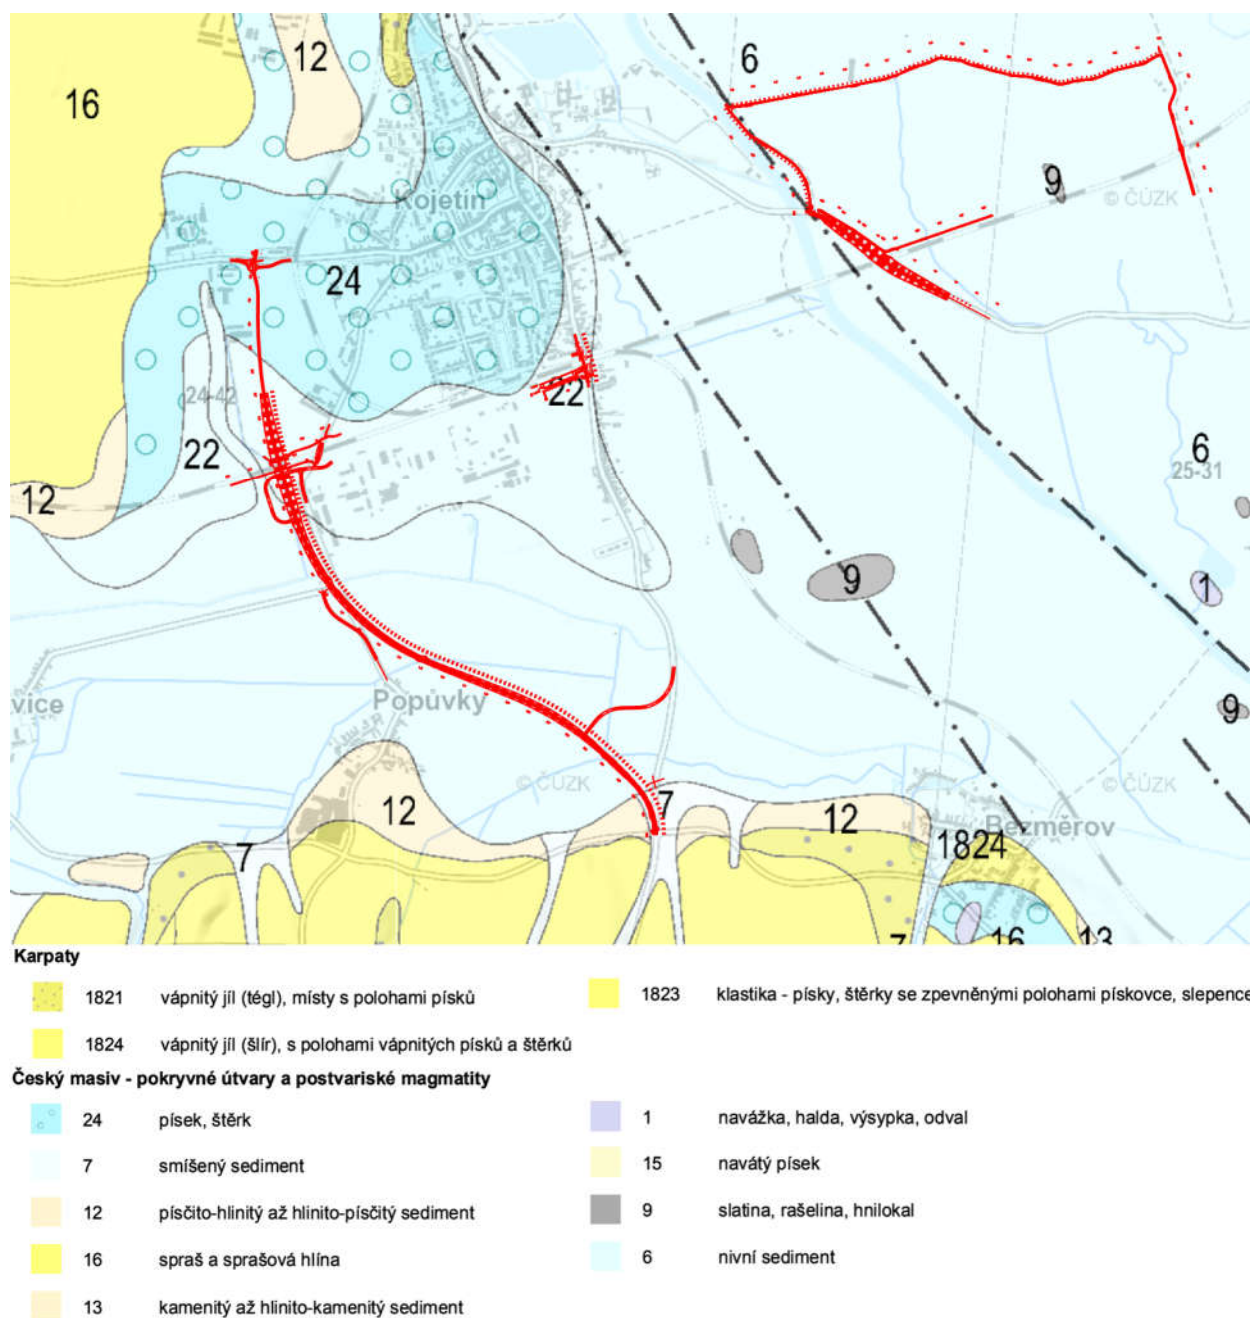 12
6
16
9
Kojetín
© ČÚZK
24
22
24-42
22
6
25-31
12
9
1
vice
Popůvky
9
© ČÚZK
© ČÚZK
12
7
12
Bezměrov
7
1824
7
16
13
Karpaty
1821 vápnitý jíl (tégl), místy s polohami písků
1823 klastika - písky, štěrky se zpevněnými polohami pískovce, slepence
1824 vápnitý jíl (šlír), s polohami vápnitých písků a štěrků
Český masiv - pokryvné útvary a postvariské magmatity
24 písek, štěrk
1 navážka, halda, výsypka, odval
7 smíšený sediment
15 navátý písek
12 písčito-hlinitý až hlinito-písčitý sediment
9 slatina, rašelina, hnilokal
16 spraš a sprašová hlína
6 nivní sediment
13 kamenitý až hlinito-kamenitý sediment